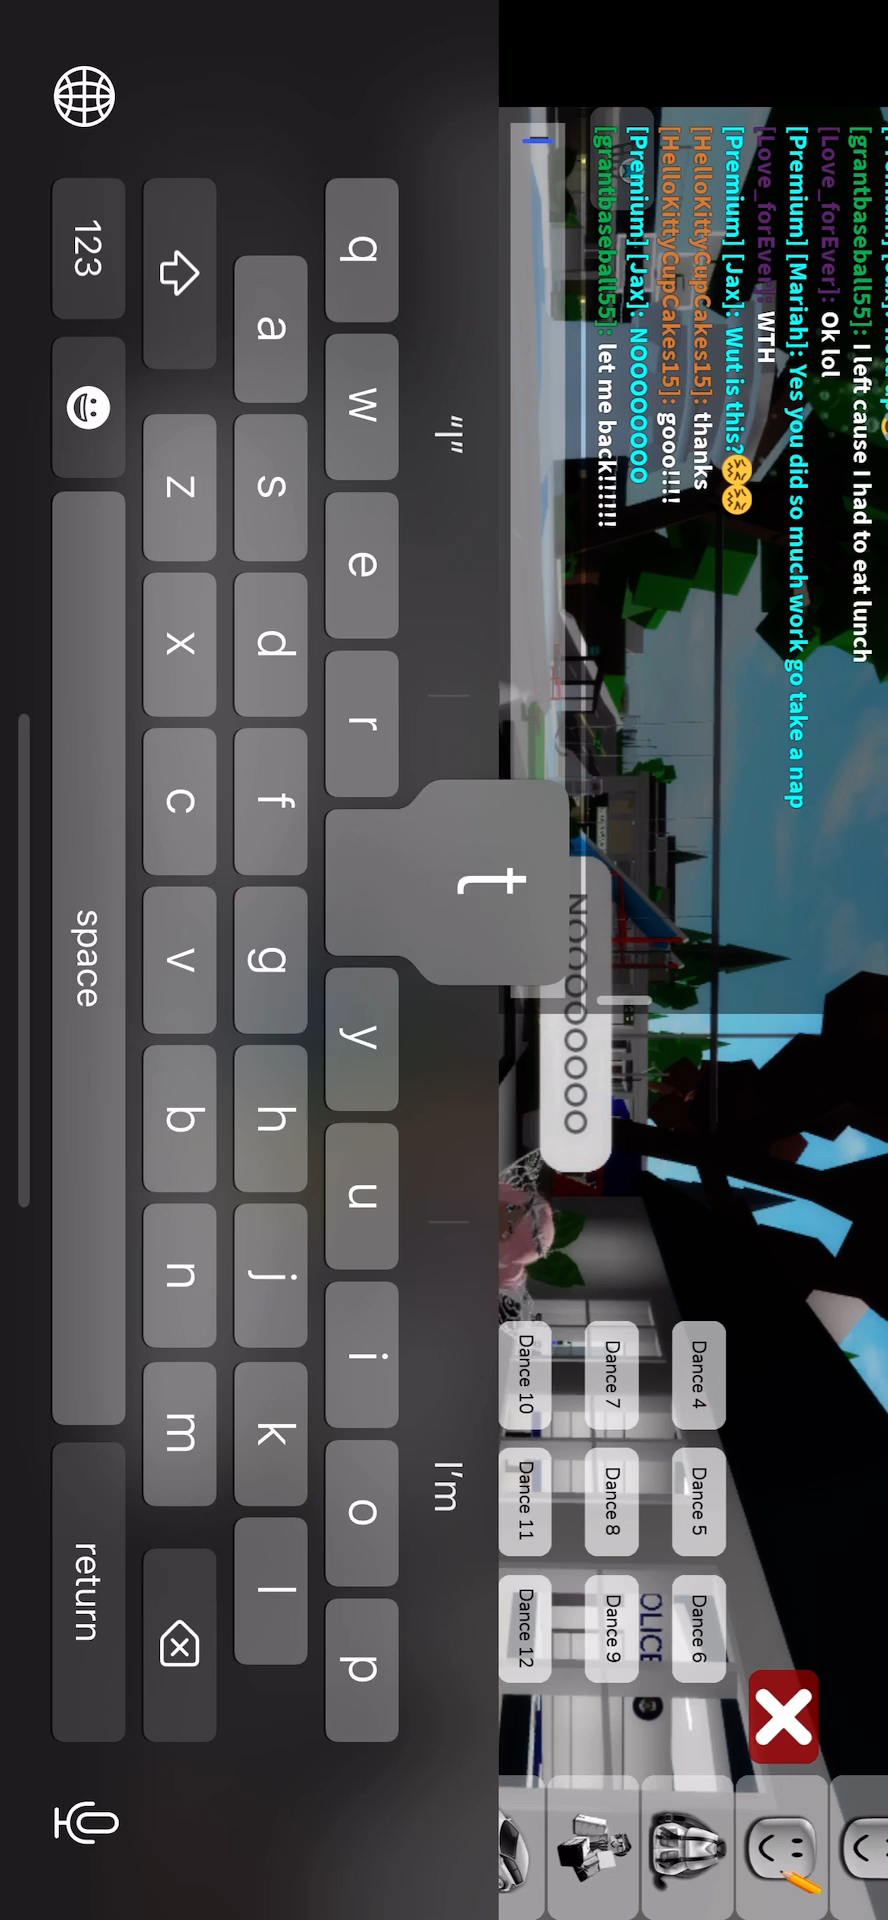 [grantbaseball55]: I left cause I had to eat lunch
[Love_forEver]: Ok lol
[Premium] [Mariah]: Yes you did so much work go take a nap
[Love_forEver]: WTH
[Premium] [Jax]: Wut is this?😖😖
[HelloKittyCupCakes15]: thanks
[HelloKittyCupCakes15]: gooo!!!!
[Premium] [Jax]: NOOOOOOOO
[grantbaseball55]: let me back!!!!!!
NOOOOOOOO
Dance 4 Dance 5 Dance 6
Dance 7 Dance 8 Dance 9
Dance 10 Dance 11 Dance 12
OLICE
“I” I'm
q w e r t y u i o p
a s d f g h j k l
z x c v b n m
123 space return